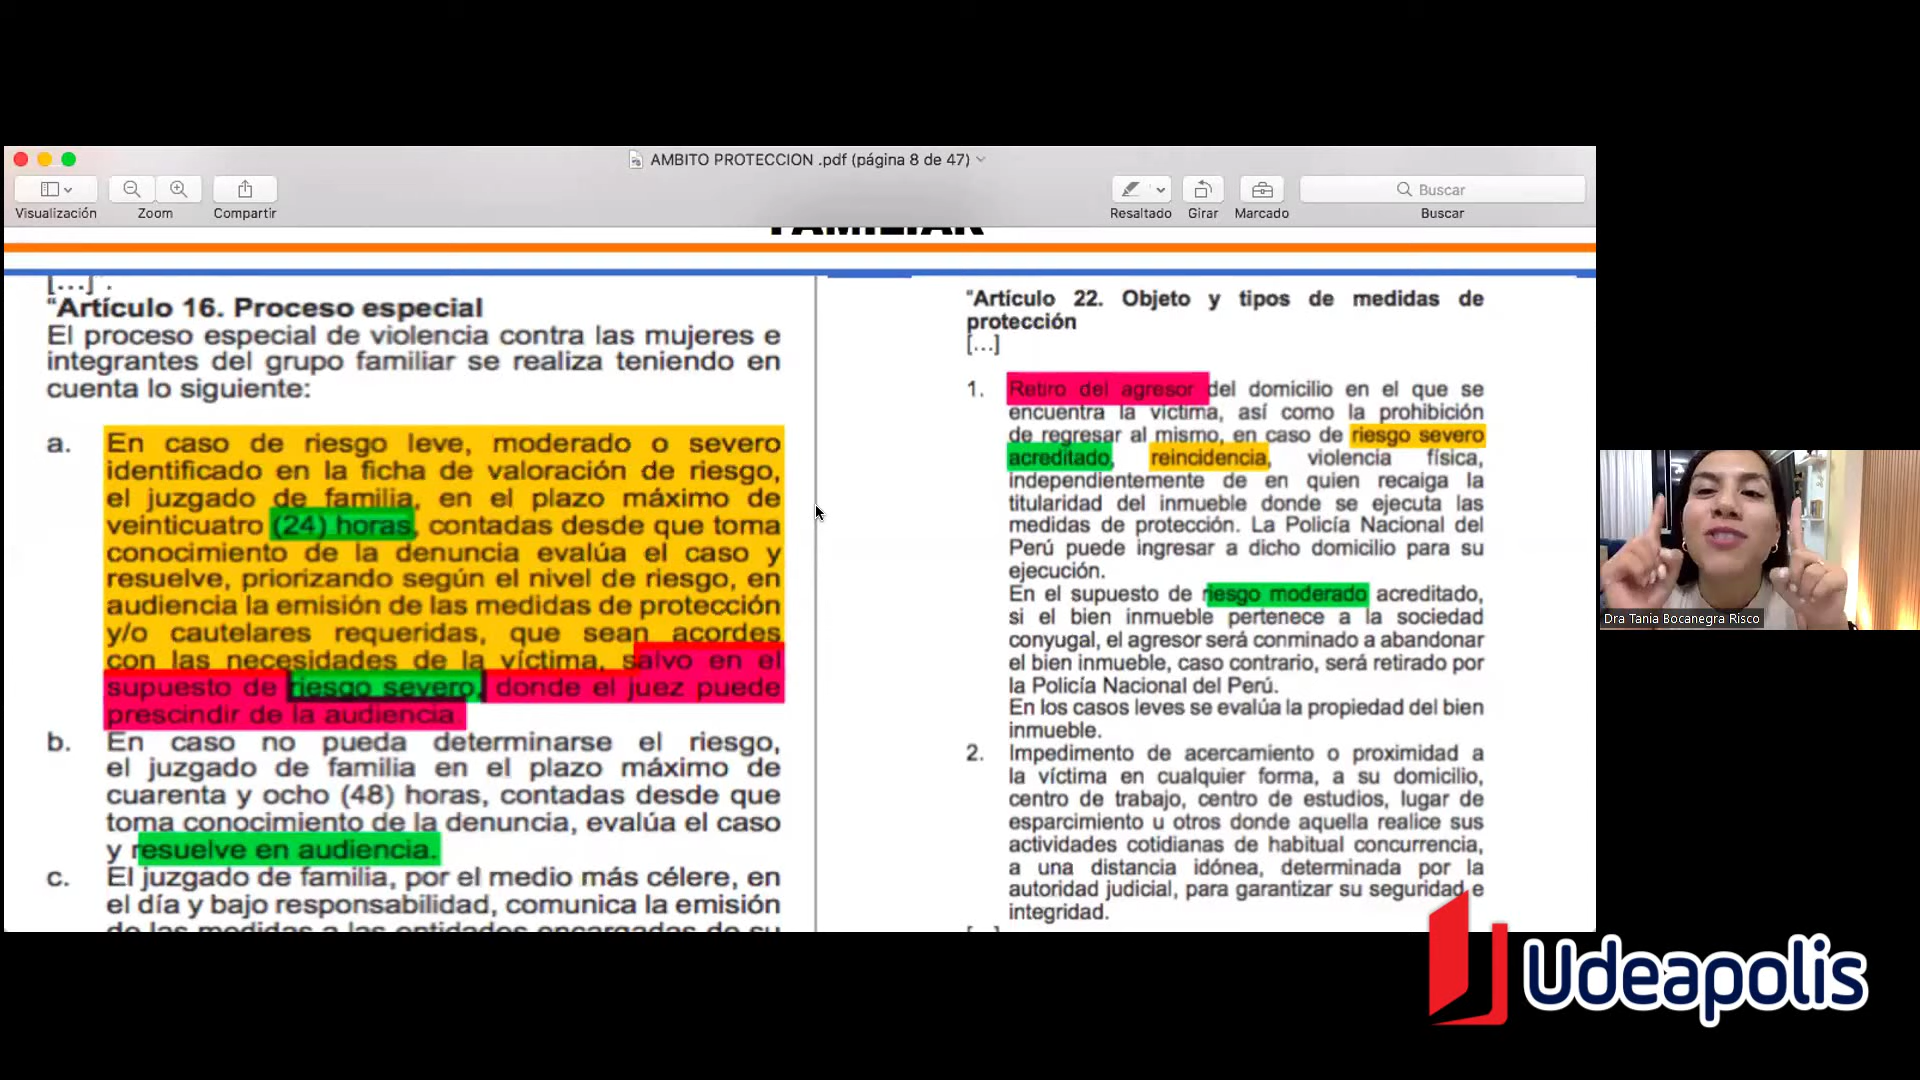 AMBITO PROTECCION .pdf (página 8 de 47)
Visualización
Zoom
Compartir
Resaltado
Girar
Marcado
Buscar
Buscar
FAMILIAR
[...]".
"Artículo 16. Proceso especial
El proceso especial de violencia contra las mujeres e
integrantes del grupo familiar se realiza teniendo en
cuenta lo siguiente:
a. En caso de riesgo leve, moderado o severo
identificado en la ficha de valoración de riesgo,
el juzgado de familia, en el plazo máximo de
veinticuatro (24) horas, contadas desde que toma
conocimiento de la denuncia evalúa el caso y
resuelve, priorizando según el nivel de riesgo, en
audiencia la emisión de las medidas de protección
y/o cautelares requeridas, que sean acordes
con las necesidades de la víctima, salvo en el
supuesto de riesgo severo, donde el juez puede
prescindir de la audiencia.
b. En caso no pueda determinarse el riesgo,
el juzgado de familia en el plazo máximo de
cuarenta y ocho (48) horas, contadas desde que
toma conocimiento de la denuncia, evalúa el caso
y resuelve en audiencia.
c. El juzgado de familia, por el medio más célere, en
el día y bajo responsabilidad, comunica la emisión
de las medidas a las entidades encargadas de su
"Artículo 22. Objeto y tipos de medidas de
protección
[...]
1. Retiro del agresor del domicilio en el que se
encuentra la víctima, así como la prohibición
de regresar al mismo, en caso de riesgo severo
acreditado, reincidencia, violencia física,
independientemente de en quien recaiga la
titularidad del inmueble donde se ejecuta las
medidas de protección. La Policía Nacional del
Perú puede ingresar a dicho domicilio para su
ejecución.
En el supuesto de riesgo moderado acreditado,
si el bien inmueble pertenece a la sociedad
conyugal, el agresor será conminado a abandonar
el bien inmueble, caso contrario, será retirado por
la Policía Nacional del Perú.
En los casos leves se evalúa la propiedad del bien
inmueble.
2. Impedimento de acercamiento o proximidad a
la víctima en cualquier forma, a su domicilio,
centro de trabajo, centro de estudios, lugar de
esparcimiento u otros donde aquella realice sus
actividades cotidianas de habitual concurrencia,
a una distancia idónea, determinada por la
autoridad judicial, para garantizar su seguridad e
integridad.
Dra Tania Bocanegra Risco
Udeapolis